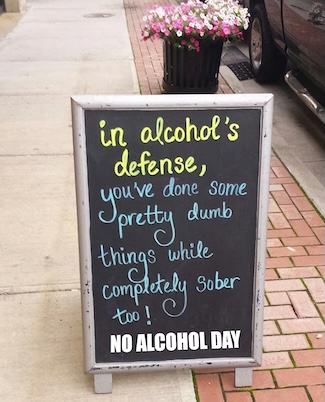 in alcohol's
defense,
you've done some
pretty dumb
things while
completely sober
too!
NO ALCOHOL DAY